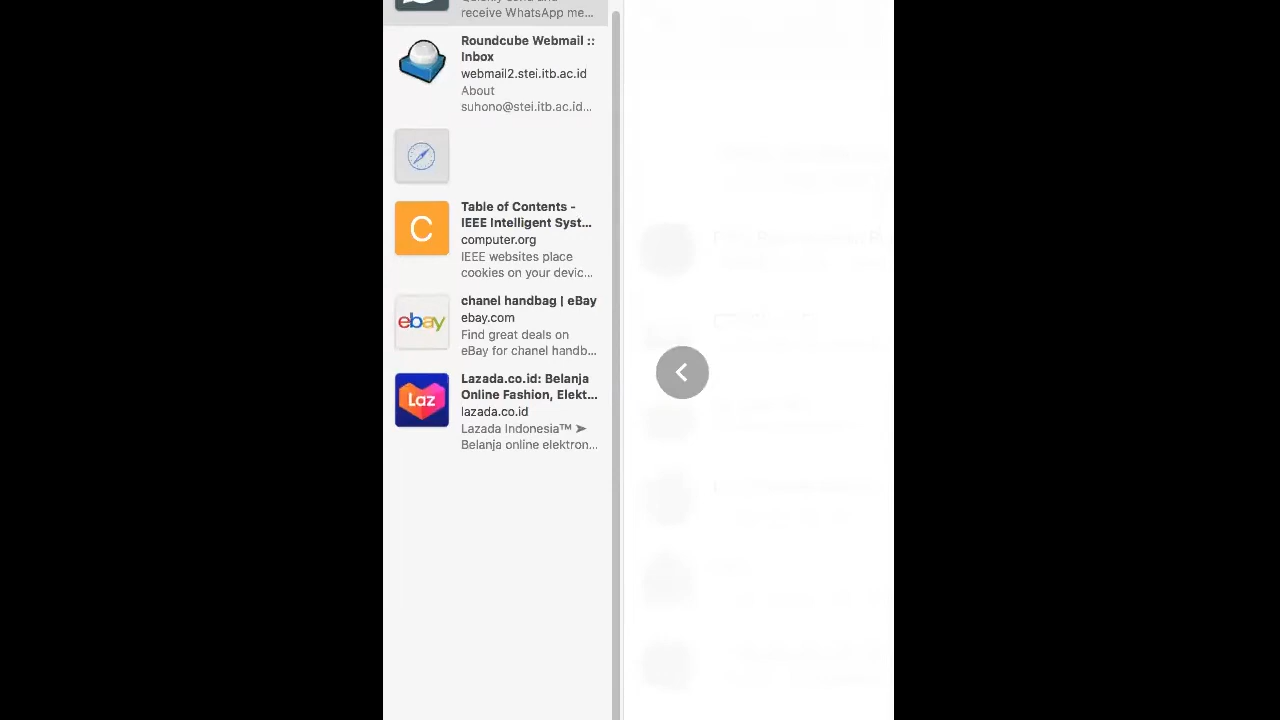 receive WhatsApp me...
Roundcube Webmail ::
Inbox
webmail2.stei.itb.ac.id
About
suhono@stei.itb.ac.id...
Table of Contents -
IEEE Intelligent Syst...
C
computer.org
IEEE websites place
cookies on your devic...
chanel handbag | eBay
ebay.com
ebay
Find great deals on
eBay for chanel handb...
Lazada.co.id: Belanja
Online Fashion, Elekt...
Laz
lazada.co.id
Lazada Indonesia™ ➤
Belanja online elektron...